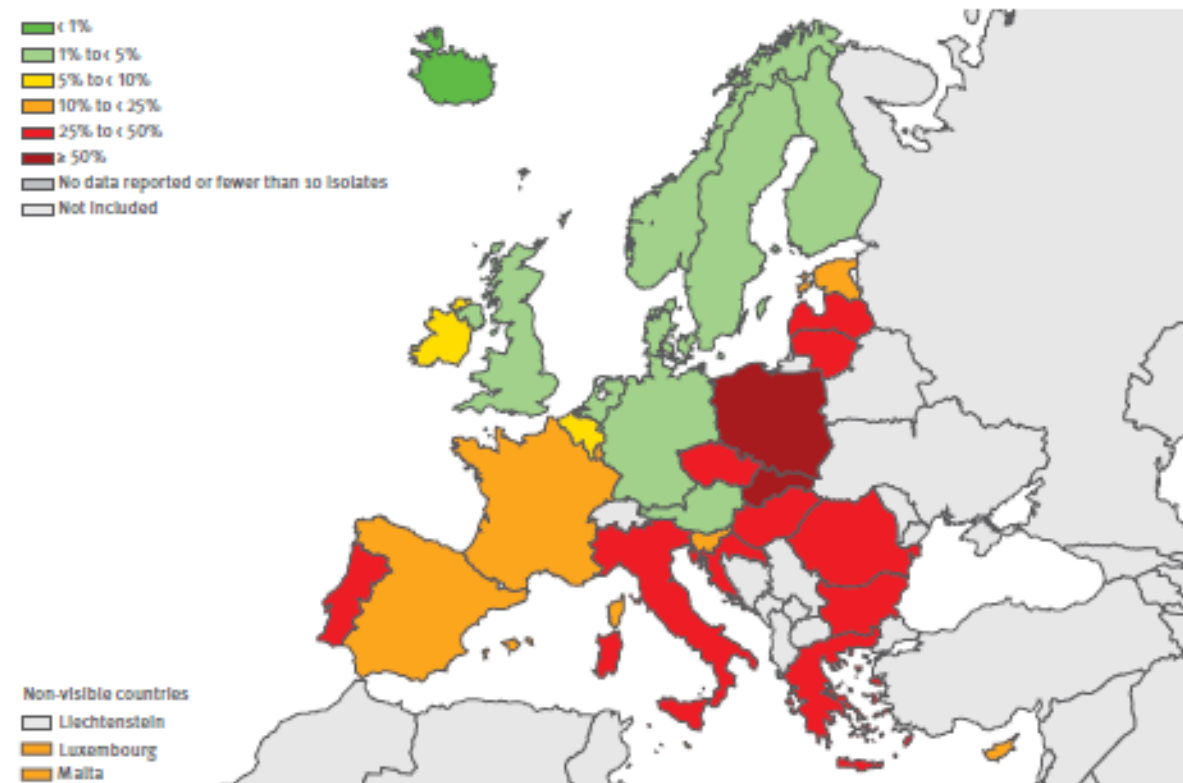 < 1%
1% to < 5%
5% to < 10%
10% to < 25%
25% to < 50%
≥ 50%
No data reported or fewer than 10 isolates
Not included
Non-visible countries
Liechtenstein
Luxembourg
Malta